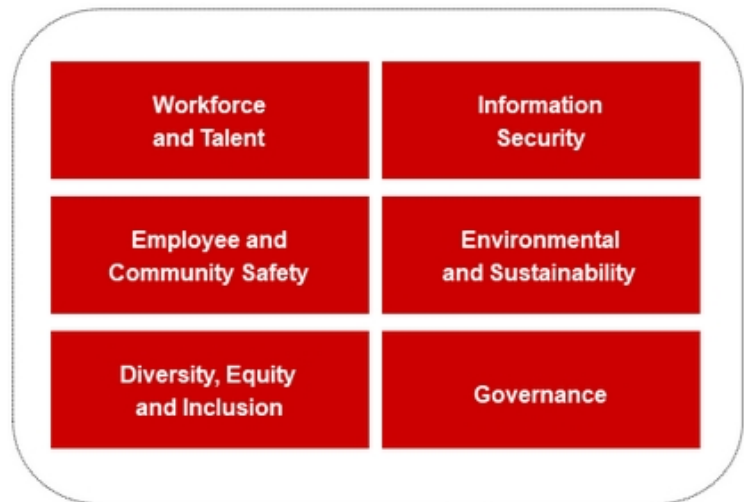 Workforce
and Talent
Information
Security
Employee and
Community Safety
Environmental
and Sustainability
Diversity, Equity
and Inclusion
Governance